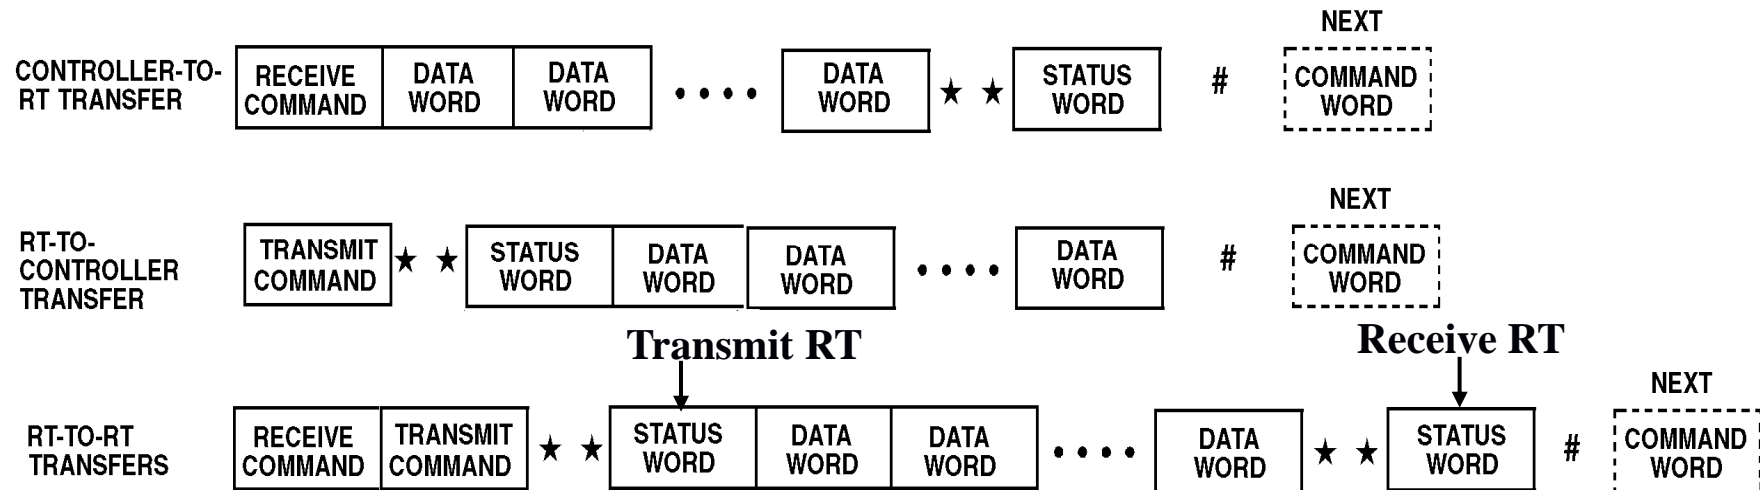 NEXT
CONTROLLER-TO-
RT TRANSFER
RECEIVE
COMMAND
DATA
WORD
DATA
WORD
• • • •
DATA
WORD
★ ★
STATUS
WORD
#
COMMAND
WORD
NEXT
RT-TO-
CONTROLLER
TRANSFER
TRANSMIT
COMMAND
★ ★
STATUS
WORD
DATA
WORD
DATA
WORD
• • • •
DATA
WORD
#
COMMAND
WORD
Transmit RT
Receive RT
NEXT
RT-TO-RT
TRANSFERS
RECEIVE
COMMAND
TRANSMIT
COMMAND
★ ★
STATUS
WORD
DATA
WORD
DATA
WORD
• • • •
DATA
WORD
★ ★
STATUS
WORD
#
COMMAND
WORD